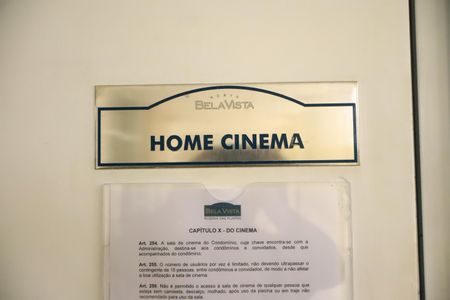 BELAVISTA
HOME CINEMA
BELAVISTA
CAPÍTULO X - DO CINEMA
Art. 254. A sala de cinema do Condomínio, cuja chave encontra-se com a
Administração, destina-se aos condôminos e convidados, desde que
acompanhados do condômino.
Art. 255. O número de usuários por vez é limitado, não devendo ultrapassar o
contingente de 15 pessoas, entre condôminos e convidados, de modo a não afetar
a boa utilização da sala de cinema.
Art. 256. Não é permitido o acesso à sala de cinema de qualquer pessoa que
esteja sem camiseta, descalço, molhado, após uso da piscina ou em traje não
recomendado para uso da sala.